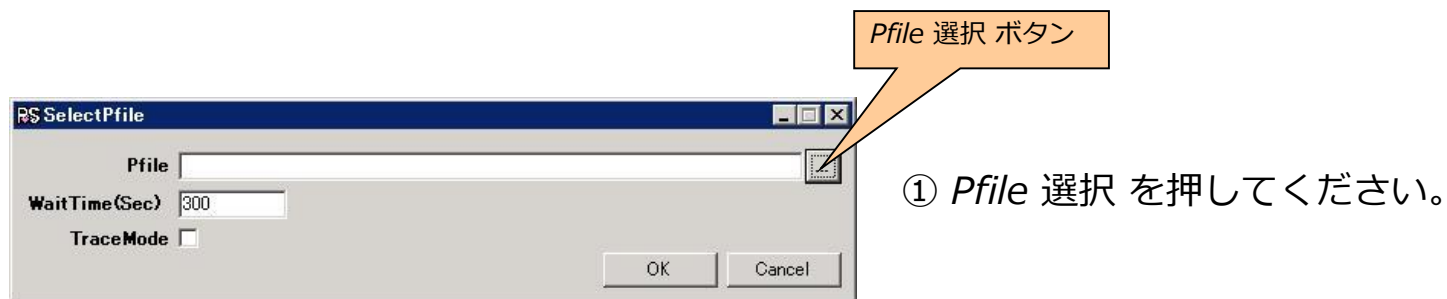 Pfile 選択 ボタン
RS SelectPfile
Pfile
...
WaitTime(Sec) 300
TraceMode
OK Cancel
① Pfile 選択 を押してください。